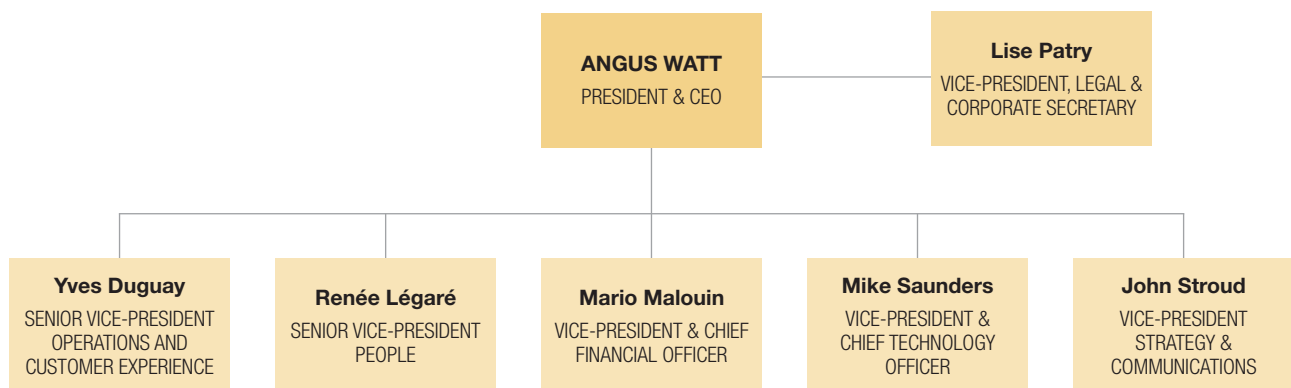 ANGUS WATT
PRESIDENT & CEO
Lise Patry
VICE-PRESIDENT, LEGAL &
CORPORATE SECRETARY
Yves Duguay
SENIOR VICE-PRESIDENT
OPERATIONS AND
CUSTOMER EXPERIENCE
Renée Légaré
SENIOR VICE-PRESIDENT
PEOPLE
Mario Malouin
VICE-PRESIDENT & CHIEF
FINANCIAL OFFICER
Mike Saunders
VICE-PRESIDENT &
CHIEF TECHNOLOGY
OFFICER
John Stroud
VICE-PRESIDENT
STRATEGY &
COMMUNICATIONS